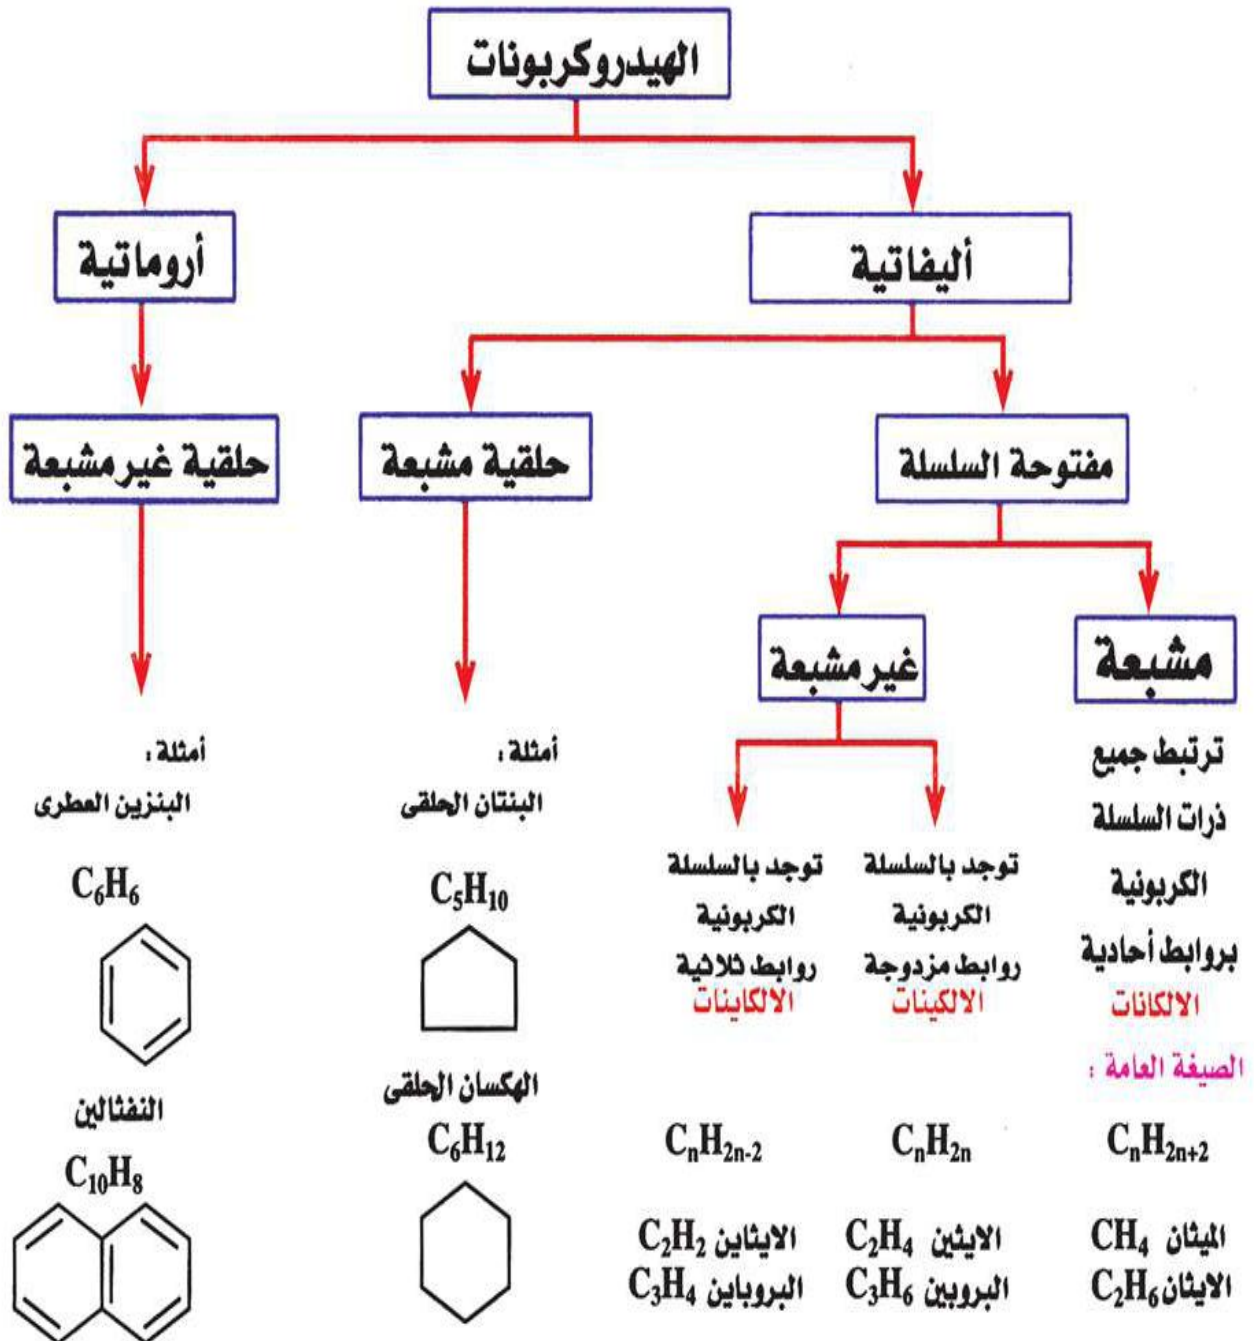 الهيدروكربونات
أليفاتية
أروماتية
مفتوحة السلسلة
حلقية مشبعة
حلقية غير مشبعة
مشبعة
غير مشبعة
ترتبط جميع
ذرات السلسلة
الكربونية
بروابط أحادية
الالكانات
الصيغة العامة :
CₙH₂ₙ₊₂
الميثان CH₄
الايثان C₂H₆
توجد بالسلسلة
الكربونية
روابط مزدوجة
الالكينات
CₙH₂ₙ
الايثين C₂H₄
البروبين C₃H₆
توجد بالسلسلة
الكربونية
روابط ثلاثية
الالكاينات
CₙH₂ₙ₋₂
الايثاين C₂H₂
البروباين C₃H₄
أمثلة :
البنتان الحلقى
C₅H₁₀
الهكسان الحلقى
C₆H₁₂
أمثلة :
البنزين العطرى
C₆H₆
النفثالين
C₁₀H₈